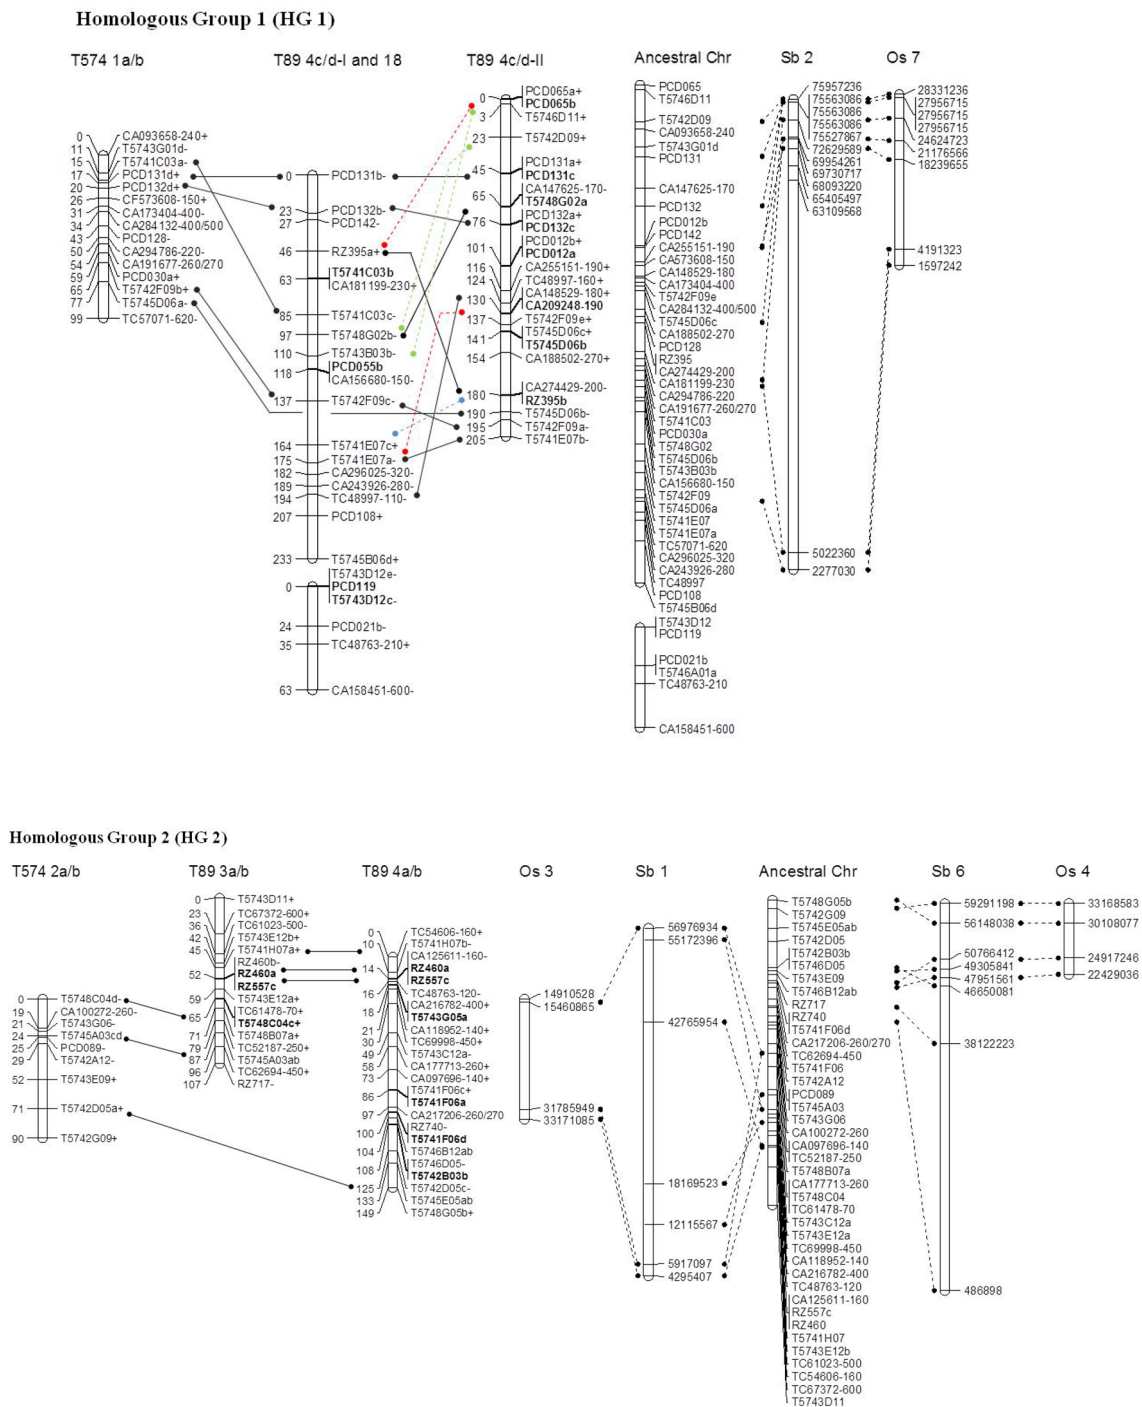 Homologous Group 1 (HG 1)
T574 1a/b
0 CA093658-240+
11 T5743G01d-
15 T5741C03a-
17 PCD131d+
20 PCD132d+
26 CF573608-150+
31 CA173404-400-
34 CA284132-400/500
43 PCD128-
50 CA294786-220-
54 CA191677-260/270
59 PCD030a+
65 T5742F09b+
77 T5745D06a-
99 TC57071-620-
T89 4c/d-I and 18
0 PCD131b-
23 PCD132b-
27 PCD142-
46 RZ395a+
63 T5741C03b
CA181199-230+
85 T5741C03c-
97 T5748G02b-
110 T5743B03b-
118 PCD055b
CA156680-150-
137 T5742F09c-
164 T5741E07c+
175 T5741E07a-
182 CA296025-320-
189 CA243926-280-
194 TC48997-110-
207 PCD108+
233 T5745B06d+
T5743D12e-
0 PCD119
T5743D12c-
24 PCD021b-
35 TC48763-210+
63 CA158451-600-
T89 4c/d-II
PCD065a+
0 PCD065b
3 T5746D11+
23 T5742D09+
PCD131a+
45 PCD131c
CA147625-170-
65 T5748G02a
PCD132a+
76 PCD132c
PCD012b+
101 PCD012a
116 CA255151-190+
124 TC48997-160+
CA148529-180+
130 CA209248-190
137 T5742F09e+
T5745D06c+
141 T5745D06b
154 CA188502-270+
CA274429-200-
180 RZ395b
190 T5745D06b-
195 T5742F09a-
205 T5741E07b-
Ancestral Chr
PCD065
T5746D11
T5742D09
CA093658-240
T5743G01d
PCD131
CA147625-170
PCD132
PCD012b
PCD142
CA255151-190
CA573608-150
CA148529-180
CA173404-400
T5742F09e
CA284132-400/500
T5745D06c
CA188502-270
PCD128
RZ395
CA274429-200
CA181199-230
CA294786-220
CA191677-260/270
T5741C03
PCD030a
T5748G02
T5745D06b
T5743B03b
CA156680-150
T5742F09
T5745D06a
T5741E07
T5741E07a
TC57071-620
CA296025-320
CA243926-280
TC48997
PCD108
T5745B06d
T5743D12
PCD119
PCD021b
T5746A01a
TC48763-210
CA158451-600
Sb 2
75957236
75563086
75563086
75563086
75527867
72629589
69954261
69730717
68093220
65405497
63109568
5022360
2277030
Os 7
28331236
27956715
27956715
27956715
24624723
21176566
18239655
4191323
1597242
Homologous Group 2 (HG 2)
T574 2a/b
0 T5748C04d-
19 CA100272-260-
21 T5743G06-
24 T5745A03cd
25 PCD089-
29 T5742A12-
52 T5743E09+
71 T5742D05a+
90 T5742G09+
T89 3a/b
0 T5743D11+
23 TC67372-600+
36 TC61023-500-
42 T5743E12b+
45 T5741H07a+
RZ460b-
52 RZ460a
RZ557c
59 T5743E12a+
TC61478-70+
65 T5748C04c+
71 T5748B07a+
79 TC52187-250+
87 T5745A03ab
96 TC62694-450+
107 RZ717-
T89 4a/b
0 TC54606-160+
10 T5741H07b-
CA125611-160-
14 RZ460a
RZ557c
16 TC48763-120-
CA216782-400+
18 T5743G05a
21 CA118952-140+
30 TC69998-450+
49 T5743C12a-
58 CA177713-260+
73 CA097696-140+
T5741F06c+
86 T5741F06a
97 CA217206-260/270
RZ740-
100 T5741F06d
104 T5746B12ab
T5746D05-
108 T5742B03b
125 T5742D05c-
133 T5745E05ab
149 T5748G05b+
Os 3
14910528
15460865
31785949
33171085
Sb 1
56976934
55172396
42765954
18169523
12115567
5917097
4295407
Ancestral Chr
T5748G05b
T5742G09
T5745E05ab
T5742D05
T5742B03b
T5746D05
T5743E09
T5746B12ab
RZ717
RZ740
T5741F06d
CA217206-260/270
TC62694-450
T5741F06
T5742A12
PCD089
T5745A03
T5743G06
CA100272-260
CA097696-140
TC52187-250
T5748B07a
CA177713-260
T5748C04
TC61478-70
T5743C12a
T5743E12a
TC69998-450
CA118952-140
CA216782-400
TC48763-120
CA125611-160
RZ557c
RZ460
T5741H07
T5743E12b
TC61023-500
TC54606-160
TC67372-600
T5743D11
Sb 6
59291198
56148038
50766412
49305841
47951561
46650081
38122223
486898
Os 4
33168583
30108077
24917246
22429036